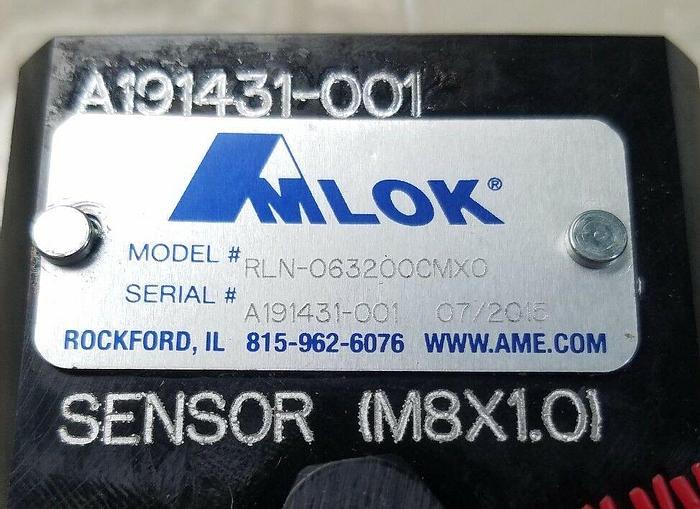 A191431-001
AMLOK®
MODEL # RLN-063200CMX0
SERIAL # A191431-001 07/2015
ROCKFORD, IL 815-962-6076 WWW.AME.COM
SENSOR (M8X1.0)